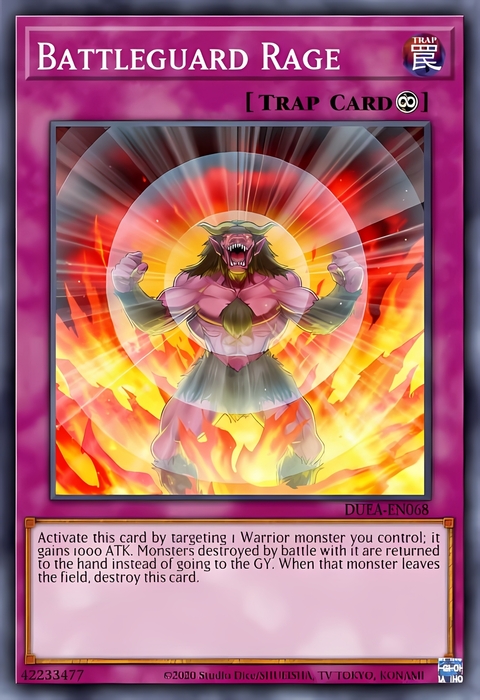 BATTLEGUARD RAGE
TRAP
罠
[TRAP CARD♾]
DUEA-EN068
Activate this card by targeting 1 Warrior monster you control; it
gains 1000 ATK. Monsters destroyed by battle with it are returned
to the hand instead of going to the GY. When that monster leaves
the field, destroy this card.
42233477
©2020 Studio Dice/SHUEISHA, TV TOKYO, KONAMI